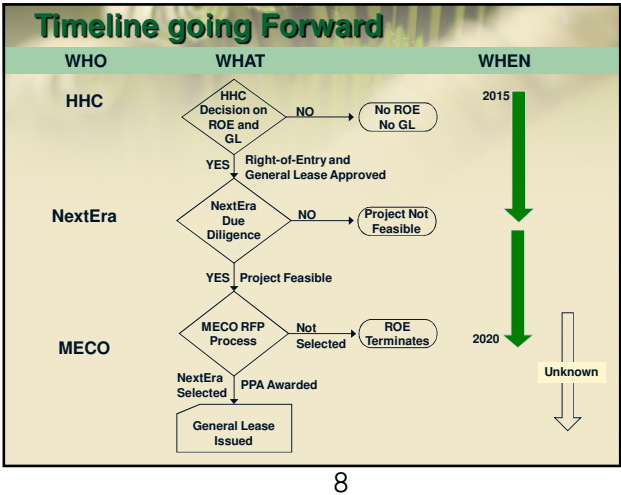 Timeline going Forward
8
WHO WHAT WHEN
HHC
HHC
Decision on
ROE and
GL
NO
No ROE
No GL
2015
YES
Right-of-Entry and
General Lease Approved
NextEra
NextEra
Due
Diligence
NO
Project Not
Feasible
YES
Project Feasible
MECO
MECO RFP
Process
Not
Selected
ROE
Terminates
2020
Unknown
NextEra
Selected
PPA Awarded
General Lease
Issued
8